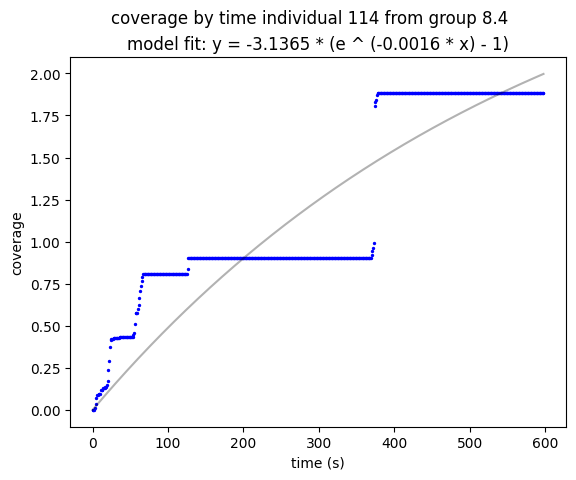 coverage by time individual 114 from group 8.4
model fit: y = -3.1365 * (e ^ (-0.0016 * x) - 1)
2.00
1.75
1.50
1.25
1.00
0.75
0.50
0.25
0.00
coverage
0 100 200 300 400 500 600
time (s)